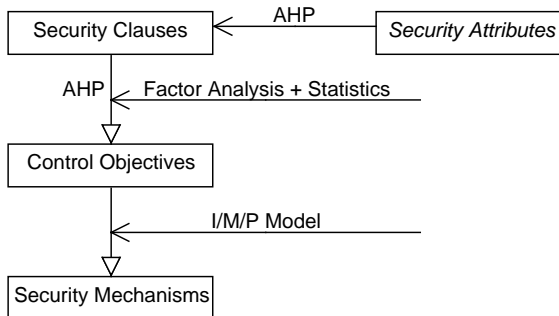 AHP
Security Clauses
Security Attributes
AHP
Factor Analysis + Statistics
Control Objectives
I/M/P Model
Security Mechanisms